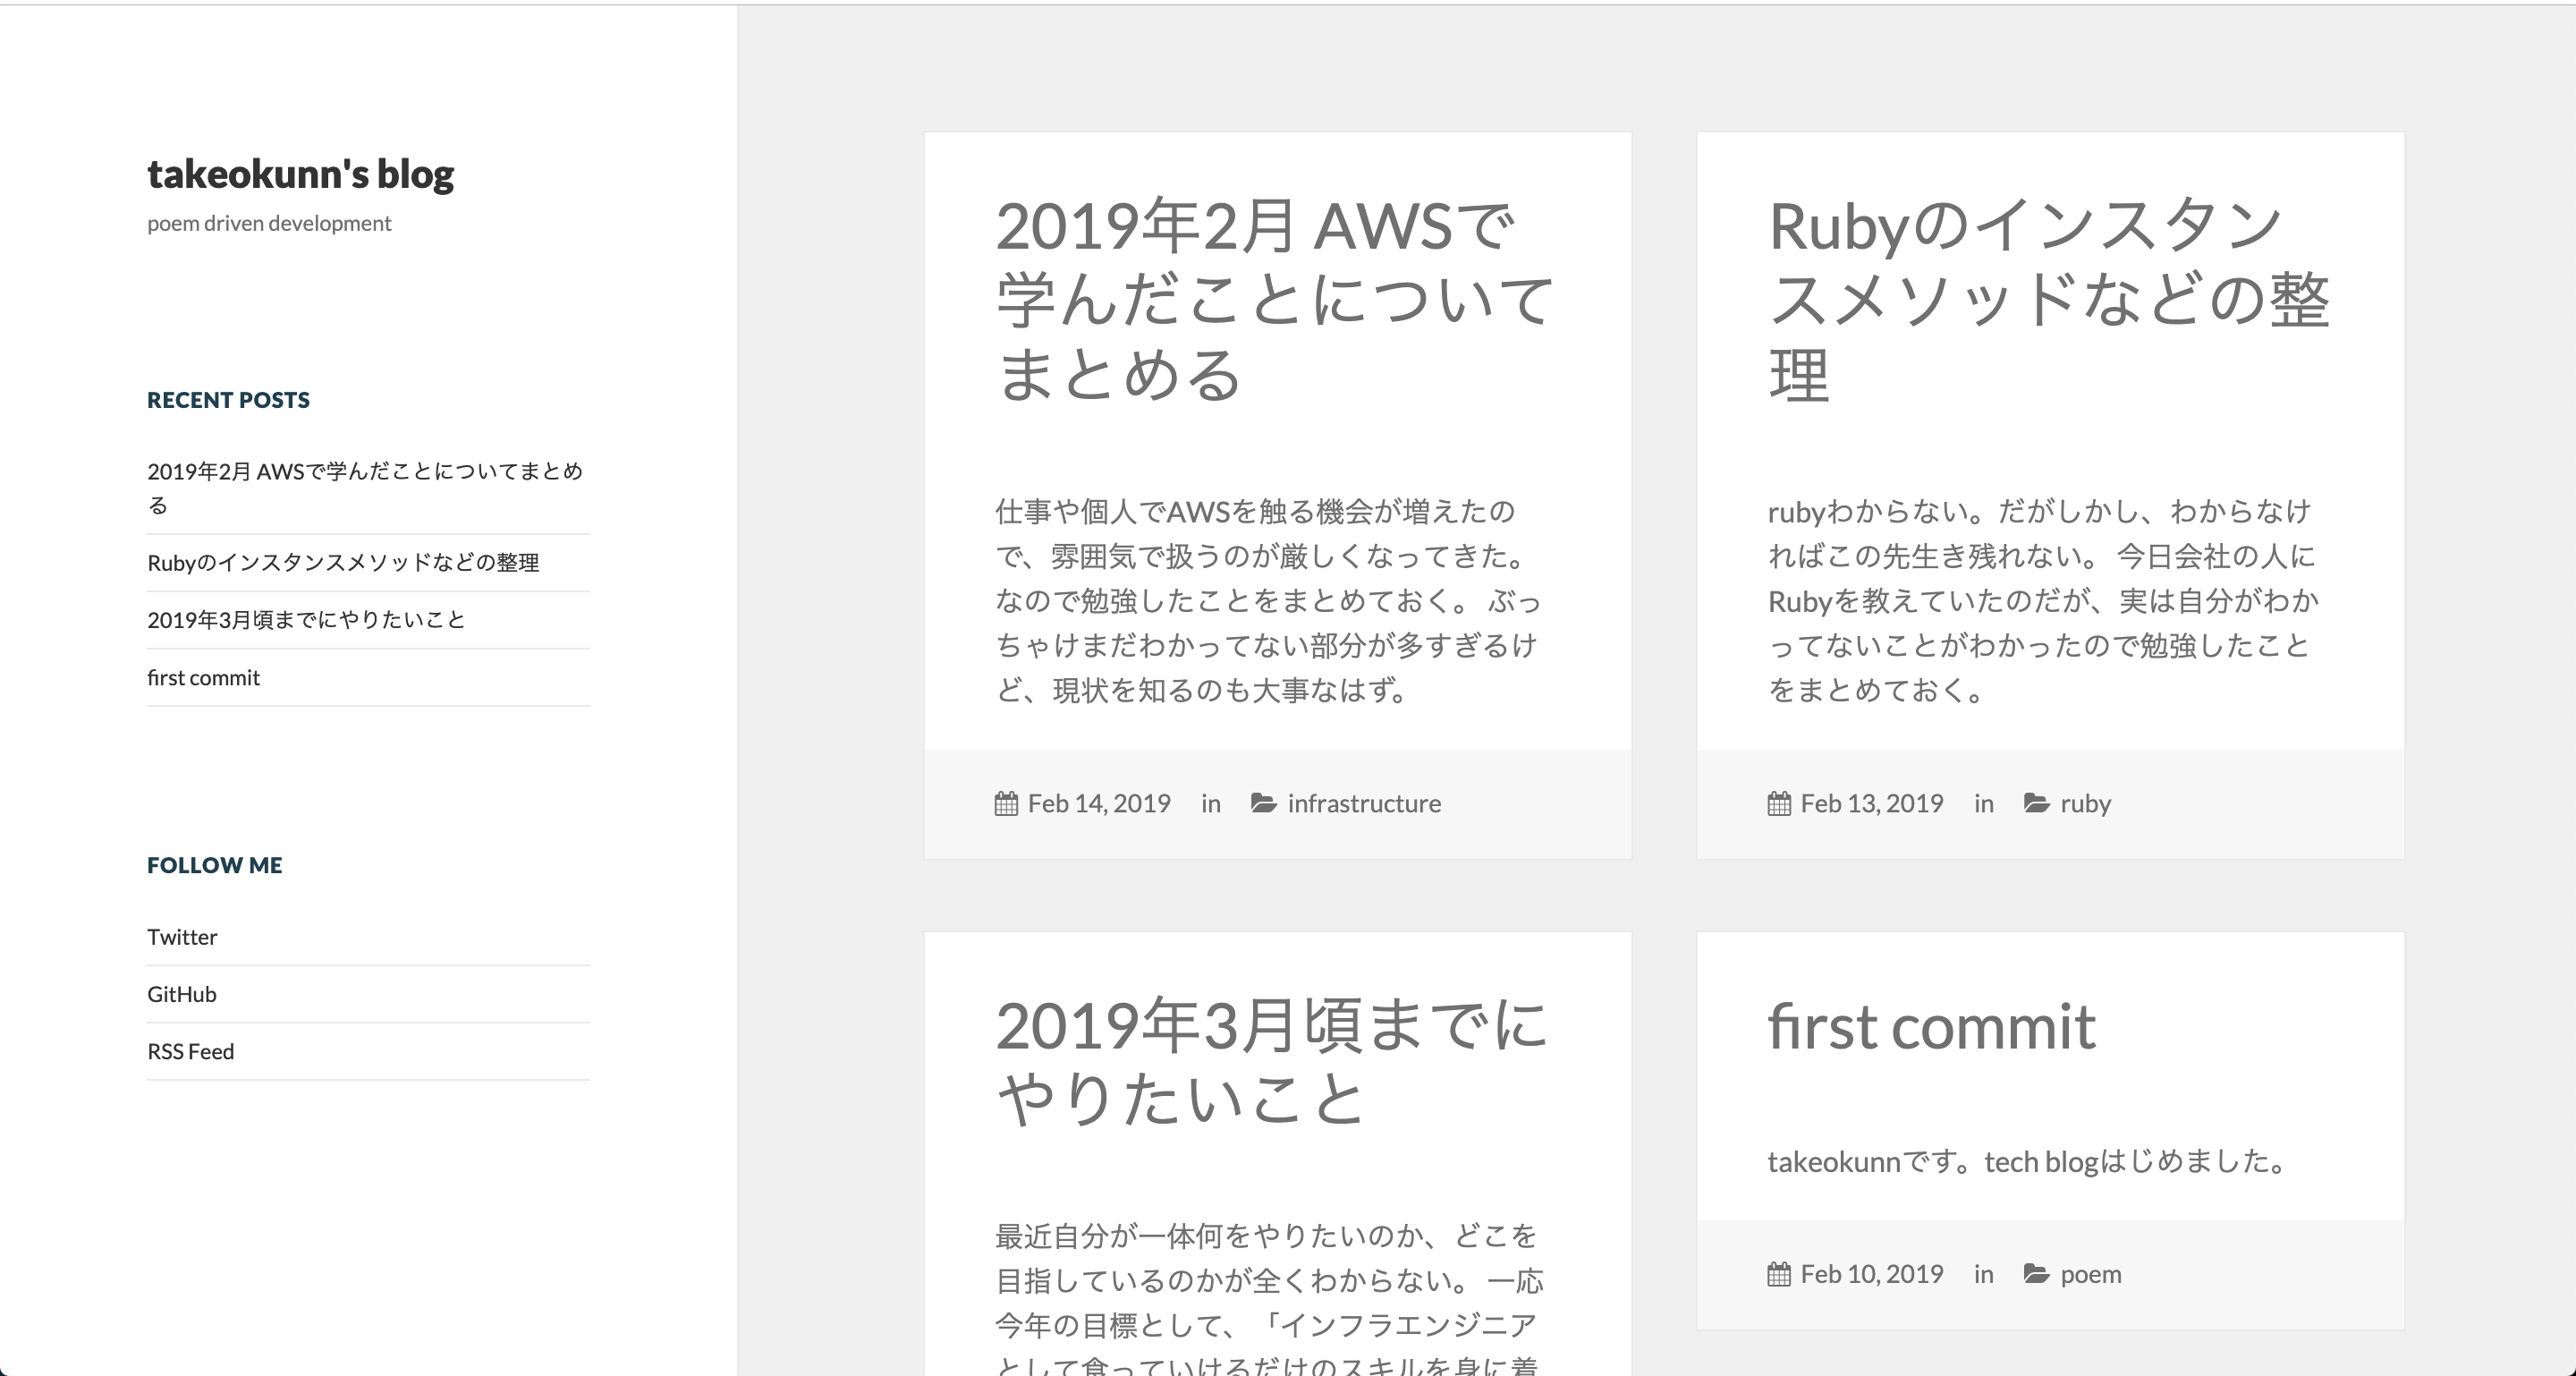 takeokunn's blog
poem driven development
RECENT POSTS
2019年2月 AWSで学んだことについてまとめ
る
Rubyのインスタンスメソッドなどの整理
2019年3月頃までにやりたいこと
first commit
FOLLOW ME
Twitter
GitHub
RSS Feed
2019年2月 AWSで
学んだことについて
まとめる
仕事や個人でAWSを触る機会が増えたの
で、雰囲気で扱うのが厳しくなってきた。
なので勉強したことをまとめておく。 ぶっ
ちゃけまだわかってない部分が多すぎるけ
ど、現状を知るのも大事なはず。
Feb 14, 2019 in infrastructure
Rubyのインスタン
スメソッドなどの整
理
rubyわからない。だがしかし、わからなけ
ればこの先生き残れない。 今日会社の人に
Rubyを教えていたのだが、実は自分がわか
ってないことがわかったので勉強したこと
をまとめておく。
Feb 13, 2019 in ruby
2019年3月頃までに
やりたいこと
最近自分が一体何をやりたいのか、どこを
目指しているのかが全くわからない。 一応
今年の目標として、「インフラエンジニア
として食っていけるだけのスキルを身に着
first commit
takeokunnです。tech blogはじめました。
Feb 10, 2019 in poem